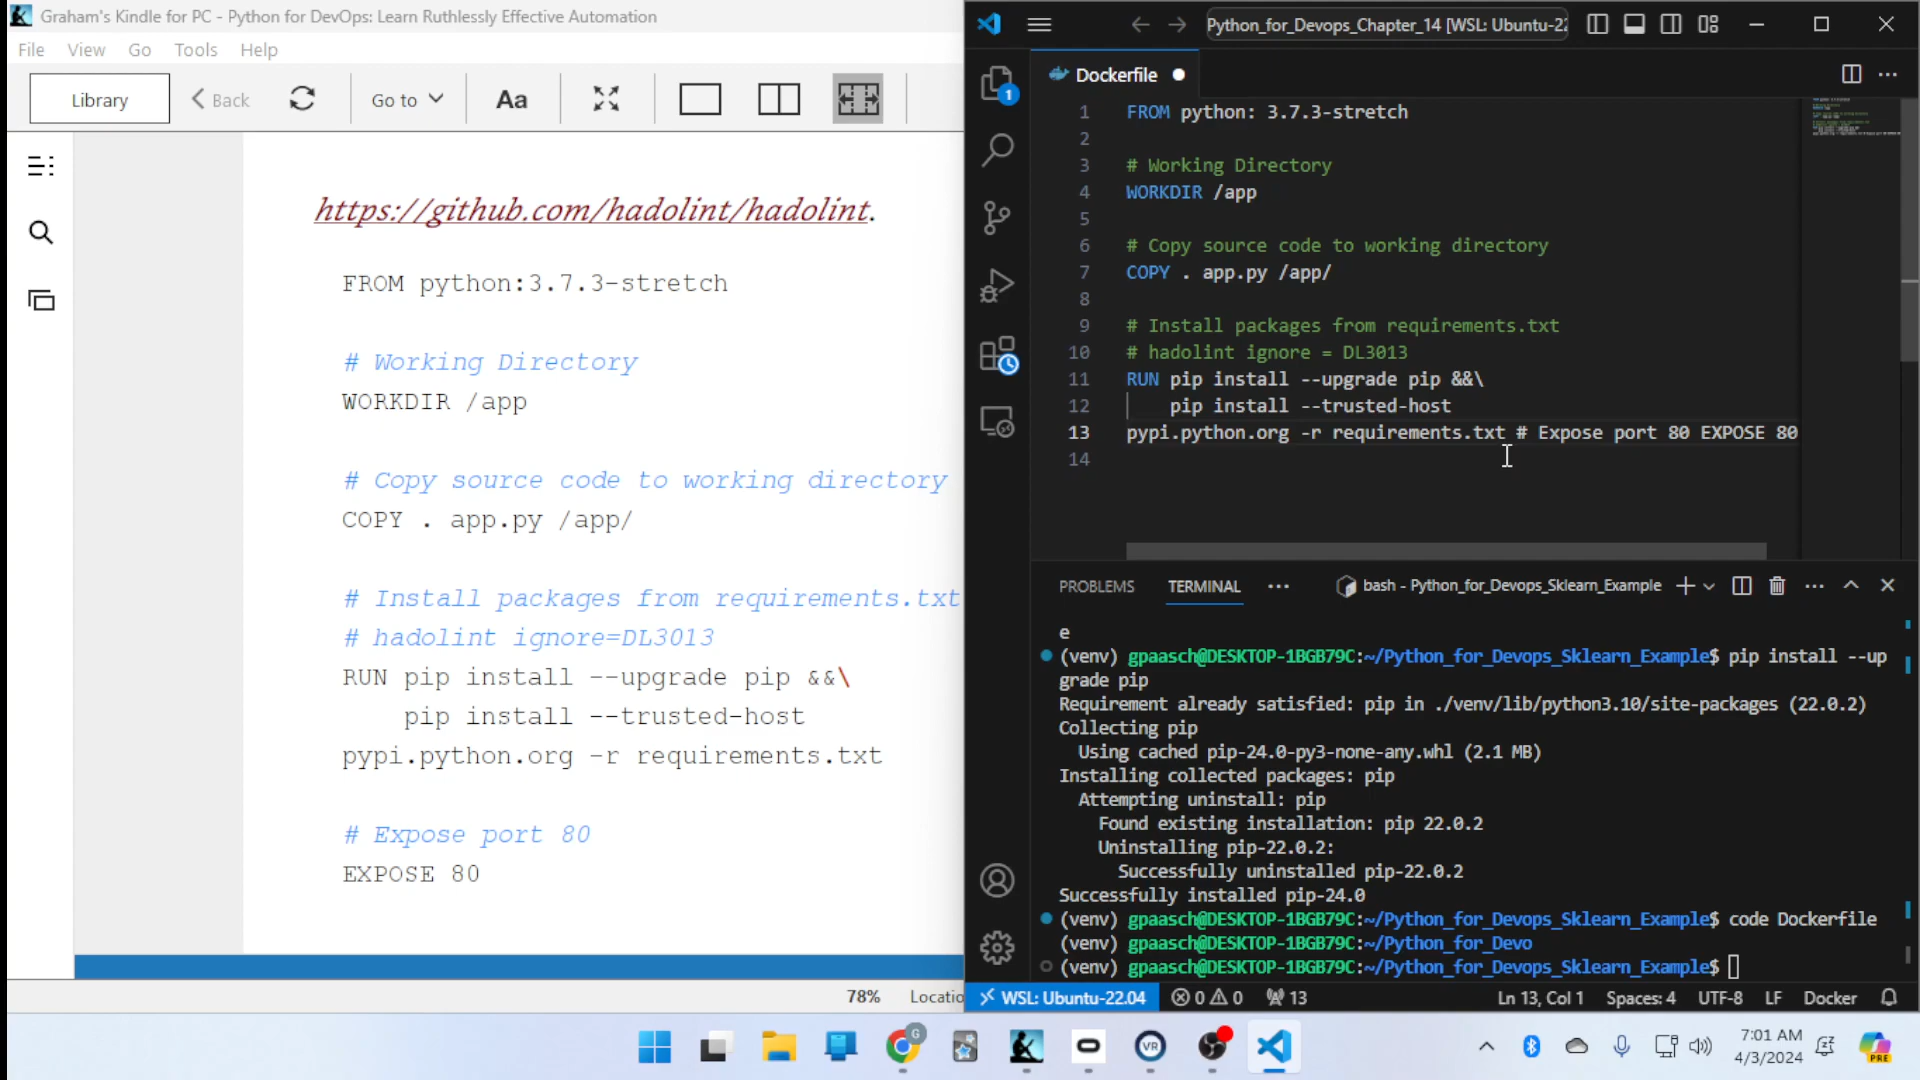 Graham's Kindle for PC - Python for DevOps: Learn Ruthlessly Effective Automation
File View Go Tools Help
Library
Back
Go to
Aa
https://github.com/hadolint/hadolint.
FROM python:3.7.3-stretch
# Working Directory
WORKDIR /app
# Copy source code to working directory
COPY . app.py /app/
# Install packages from requirements.txt
# hadolint ignore=DL3013
RUN pip install --upgrade pip &&\
pip install --trusted-host
pypi.python.org -r requirements.txt
# Expose port 80
EXPOSE 80
78%
Locatio
Python_for_Devops_Chapter_14 [WSL: Ubuntu-22
1
Dockerfile
1 FROM python: 3.7.3-stretch
2
3 # Working Directory
4 WORKDIR /app
5
6 # Copy source code to working directory
7 COPY . app.py /app/
8
9 # Install packages from requirements.txt
10 # hadolint ignore = DL3013
11 RUN pip install --upgrade pip &&\
12 pip install --trusted-host
13 pypi.python.org -r requirements.txt # Expose port 80 EXPOSE 80
14
PROBLEMS TERMINAL ... bash - Python_for_Devops_Sklearn_Example
e
(venv) gpaasch@DESKTOP-1BGB79C:~/Python_for_Devops_Sklearn_Example$ pip install --up
grade pip
Requirement already satisfied: pip in ./venv/lib/python3.10/site-packages (22.0.2)
Collecting pip
Using cached pip-24.0-py3-none-any.whl (2.1 MB)
Installing collected packages: pip
Attempting uninstall: pip
Found existing installation: pip 22.0.2
Uninstalling pip-22.0.2:
Successfully uninstalled pip-22.0.2
Successfully installed pip-24.0
(venv) gpaasch@DESKTOP-1BGB79C:~/Python_for_Devops_Sklearn_Example$ code Dockerfile
(venv) gpaasch@DESKTOP-1BGB79C:~/Python_for_Devo
(venv) gpaasch@DESKTOP-1BGB79C:~/Python_for_Devops_Sklearn_Example$
WSL: Ubuntu-22.04 0 0 13 Ln 13, Col 1 Spaces: 4 UTF-8 LF Docker
G
VR
7:01 AM
4/3/2024
PRE